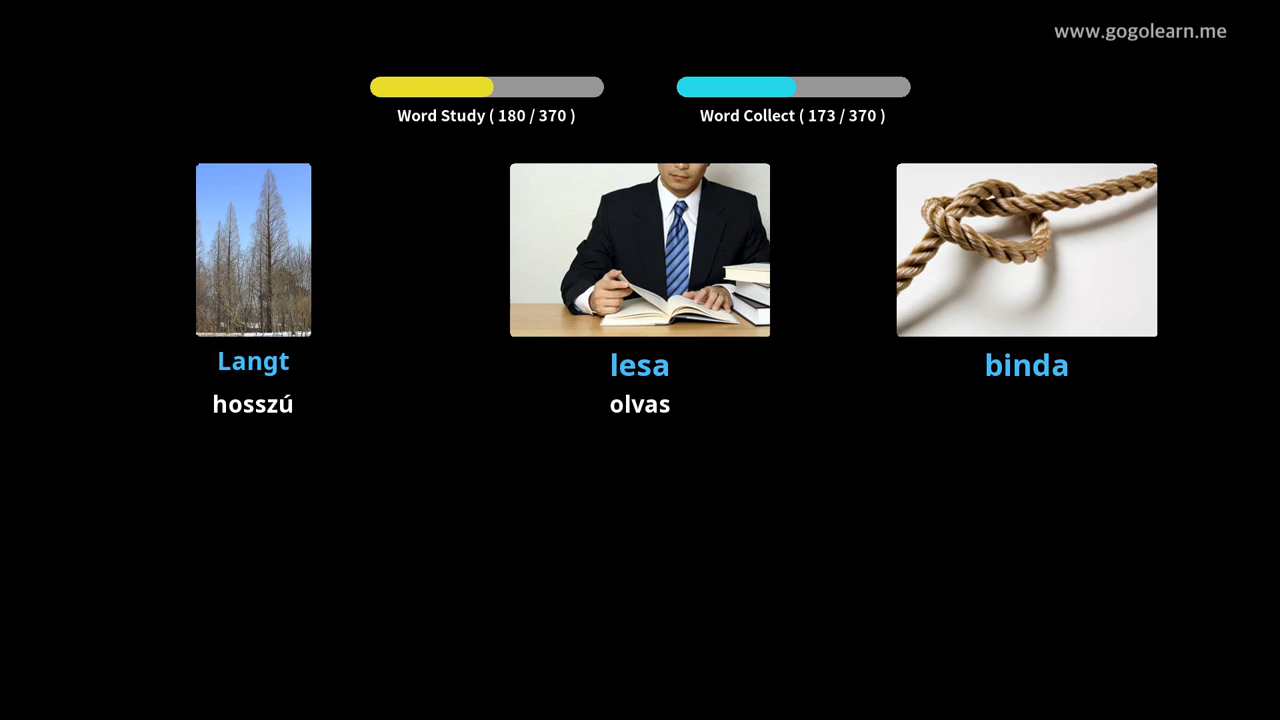 www.gogolearn.me
Word Study ( 180 / 370 )
Word Collect ( 173 / 370 )
Langt
lesa
binda
hosszú
olvas